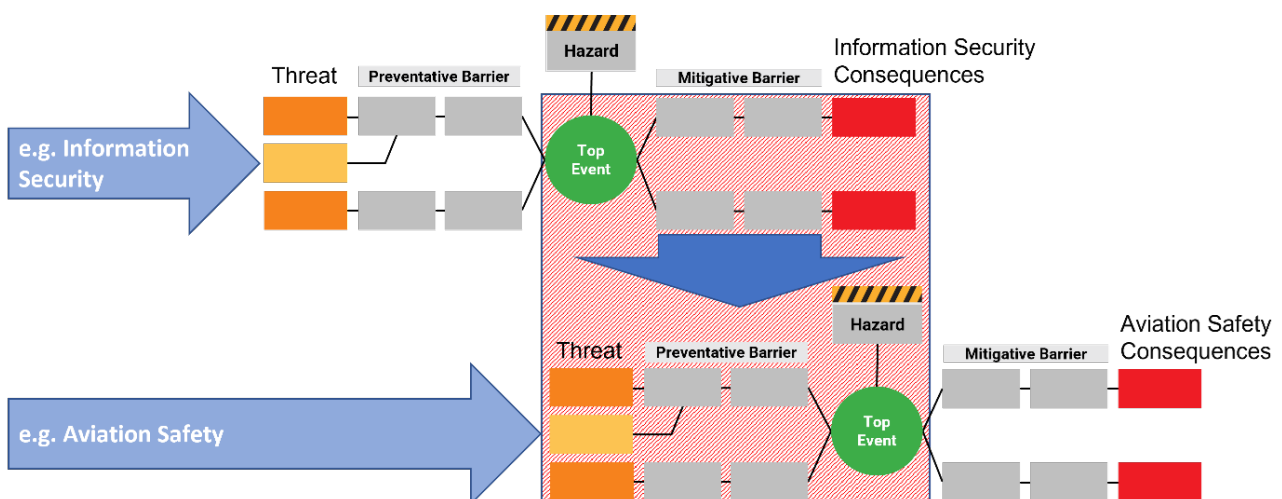 Hazard
Information Security
Consequences
Threat
Preventative Barrier
Mitigative Barrier
e.g. Information
Security
Top
Event
Hazard
Aviation Safety
Consequences
Threat
Preventative Barrier
Mitigative Barrier
e.g. Aviation Safety
Top
Event